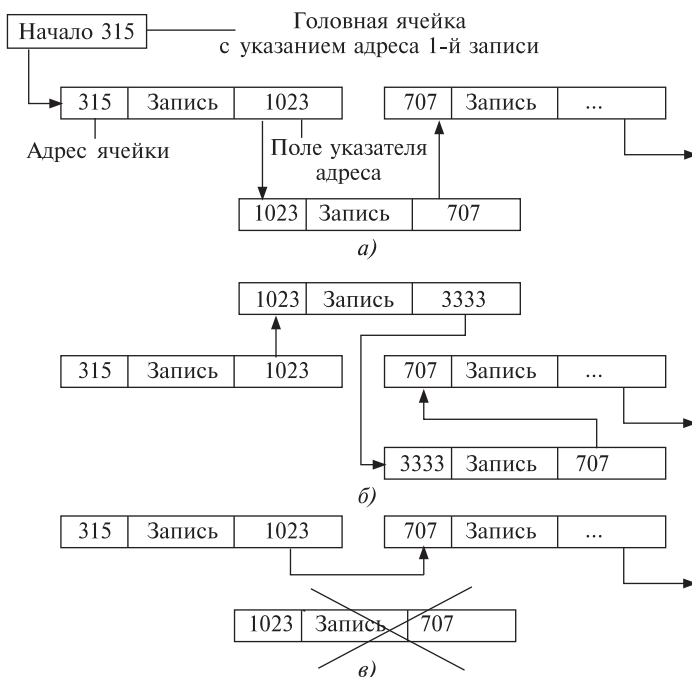 Начало 315
Головная ячейка
с указанием адреса 1-й записи
315 Запись 1023
707 Запись ...
Адрес ячейки
Поле указателя
адреса
1023 Запись 707
а)
1023 Запись 3333
315 Запись 1023
707 Запись ...
3333 Запись 707
б)
315 Запись 1023
707 Запись ...
1023 Запись 707
в)